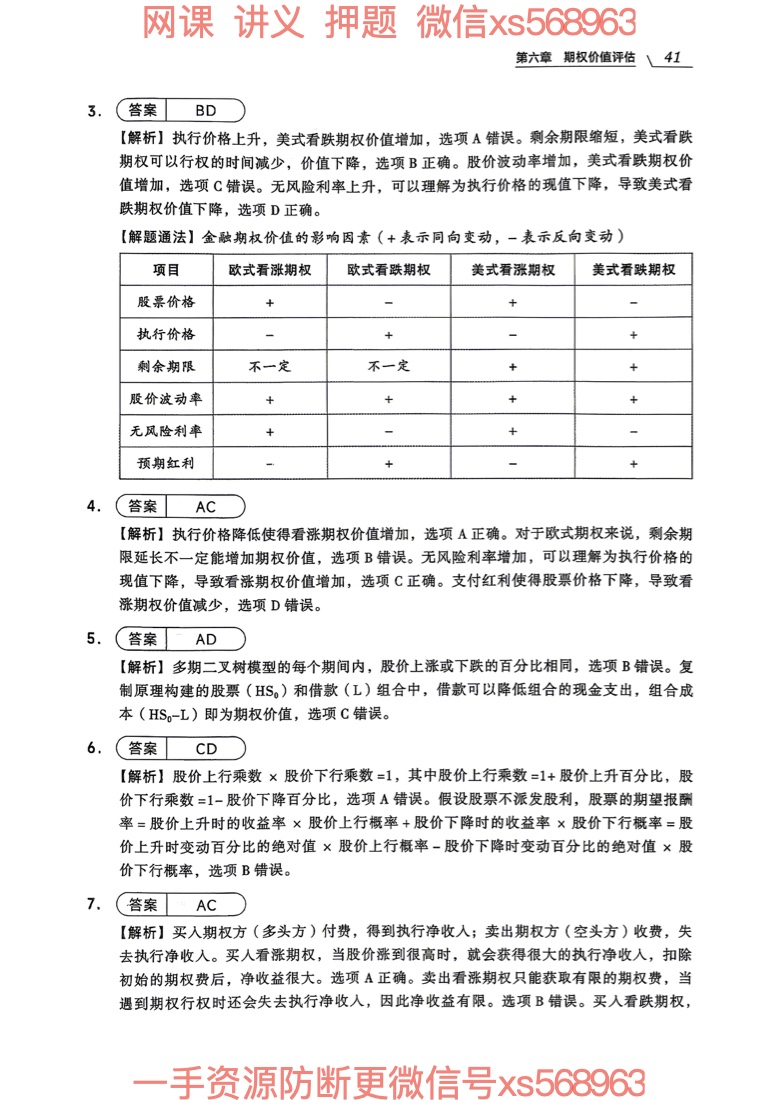 网课 讲义 押题 微信xs568963
第六章 期权价值评估 41
3. 答案 BD
【解析】执行价格上升，美式看跌期权价值增加，选项 A 错误。剩余期限缩短，美式看跌
期权可以行权的时间减少，价值下降，选项 B 正确。股价波动率增加，美式看跌期权价
值增加，选项 C 错误。无风险利率上升，可以理解为执行价格的现值下降，导致美式看
跌期权价值下降，选项 D 正确。
【解题通法】金融期权价值的影响因素（+ 表示同向变动，- 表示反向变动）
项目 欧式看涨期权 欧式看跌期权 美式看涨期权 美式看跌期权
股票价格 + - + -
执行价格 - + - +
剩余期限 不一定 不一定 + +
股价波动率 + + + +
无风险利率 + - + -
预期红利 - + - +
4. 答案 AC
【解析】执行价格降低使得看涨期权价值增加，选项 A 正确。对于欧式期权来说，剩余期
限延长不一定能增加期权价值，选项 B 错误。无风险利率增加，可以理解为执行价格的
现值下降，导致看涨期权价值增加，选项 C 正确。支付红利使得股票价格下降，导致看
涨期权价值减少，选项 D 错误。
5. 答案 AD
【解析】多期二叉树模型的每个期间内，股价上涨或下跌的百分比相同，选项 B 错误。复
制原理构建的股票（HS₀）和借款（L）组合中，借款可以降低组合的现金支出，组合成
本（HS₀-L）即为期权价值，选项 C 错误。
6. 答案 CD
【解析】股价上行乘数 × 股价下行乘数 =1，其中股价上行乘数 =1+ 股价上升百分比，股
价下行乘数 =1- 股价下降百分比，选项 A 错误。假设股票不派发股利，股票的期望报酬
率 = 股价上升时的收益率 × 股价上行概率 + 股价下降时的收益率 × 股价下行概率 = 股
价上升时变动百分比的绝对值 × 股价上行概率 - 股价下降时变动百分比的绝对值 × 股
价下行概率，选项 B 错误。
7. 答案 AC
【解析】买入期权方（多头方）付费，得到执行净收入；卖出期权方（空头方）收费，失
去执行净收入。买入看涨期权，当股价涨到很高时，就会获得很大的执行净收入，扣除
初始的期权费后，净收益很大。选项 A 正确。卖出看涨期权只能获取有限的期权费，当
遇到期权行权时还会失去执行净收入，因此净收益有限。选项 B 错误。买入看跌期权，
一手资源防断更微信号xs568963